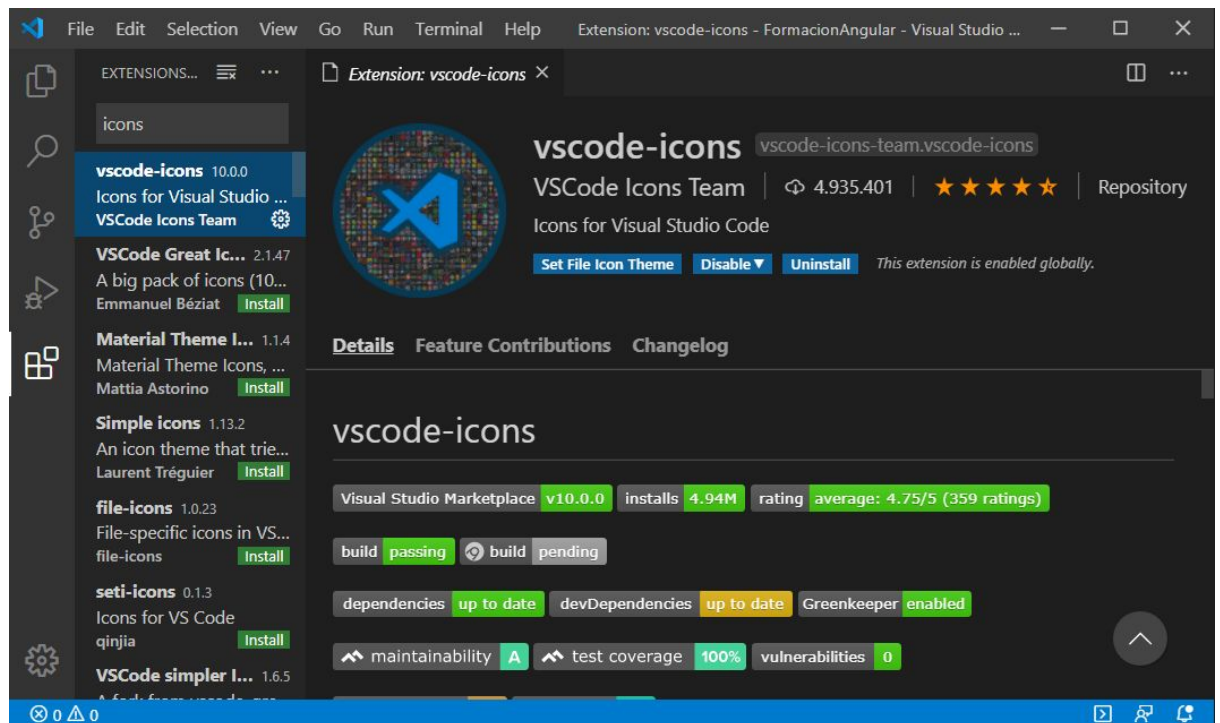 File Edit Selection View Go Run Terminal Help Extension: vscode-icons - FormacionAngular - Visual Studio ...
EXTENSIONS...
icons
vscode-icons 10.0.0
Icons for Visual Studio ...
VSCode Icons Team
VSCode Great Ic... 2.1.47
A big pack of icons (10...
Emmanuel Béziat Install
Material Theme I... 1.1.4
Material Theme Icons, ...
Mattia Astorino Install
Simple icons 1.13.2
An icon theme that trie...
Laurent Tréguier Install
file-icons 1.0.23
File-specific icons in VS...
file-icons Install
seti-icons 0.1.3
Icons for VS Code
qinjia Install
VSCode simpler I... 1.6.5
Extension: vscode-icons
vscode-icons vscode-icons-team.vscode-icons
VSCode Icons Team 4.935.401 Repository
Icons for Visual Studio Code
Set File Icon Theme Disable Uninstall This extension is enabled globally.
Details Feature Contributions Changelog
vscode-icons
Visual Studio Marketplace v10.0.0 installs 4.94M rating average: 4.75/5 (359 ratings)
build passing build pending
dependencies up to date devDependencies up to date Greenkeeper enabled
maintainability A test coverage 100% vulnerabilities 0
0 0